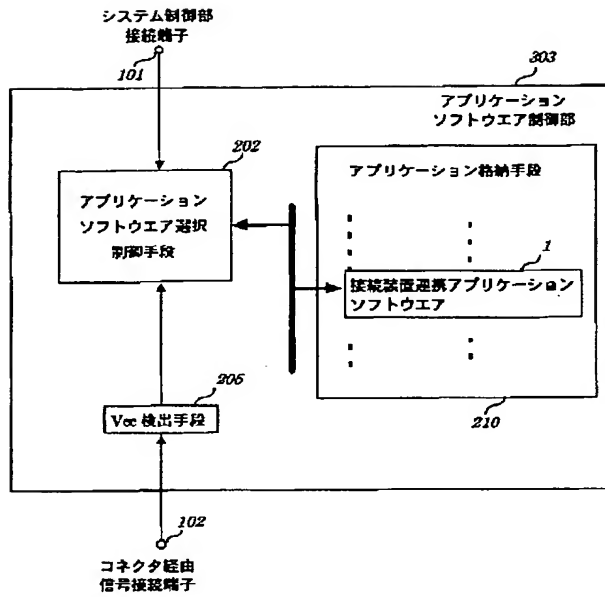 システム制御部
接続端子
101
303
アプリケーション
ソフトウエア制御部
202
アプリケーション
ソフトウエア選択
制御手段
アプリケーション格納手段
1
接続装置連携アプリケーション
ソフトウエア
205
Vcc 検出手段
210
102
コネクタ経由
信号接続端子